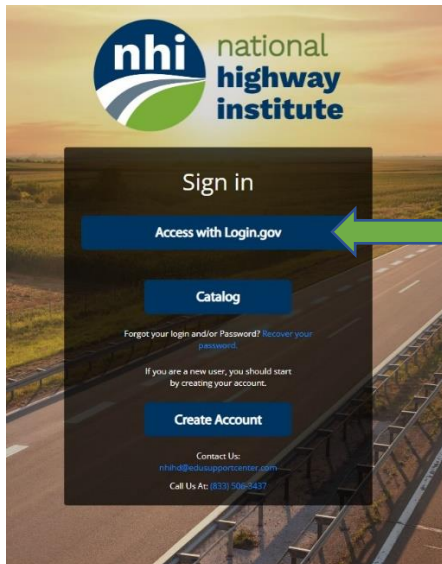 nhi
national
highway
institute
Sign in
Access with Login.gov
Catalog
Forgot your login and/or Password? Recover your
password.
If you are a new user, you should start
by creating your account.
Create Account
Contact Us:
nhihd@edusupportcenter.com
Call Us At: (833) 506-3437